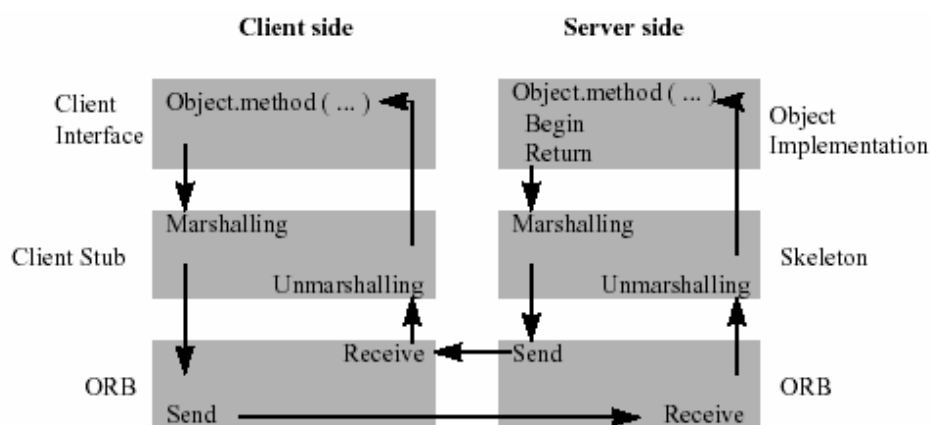 Client side
Server side
Client
Interface
Object.method ( ... )
Object.method ( ... )
Begin
Return
Object
Implementation
Client Stub
Marshalling
Unmarshalling
Marshalling
Unmarshalling
Skeleton
ORB
Receive
Send
Send
Receive
ORB